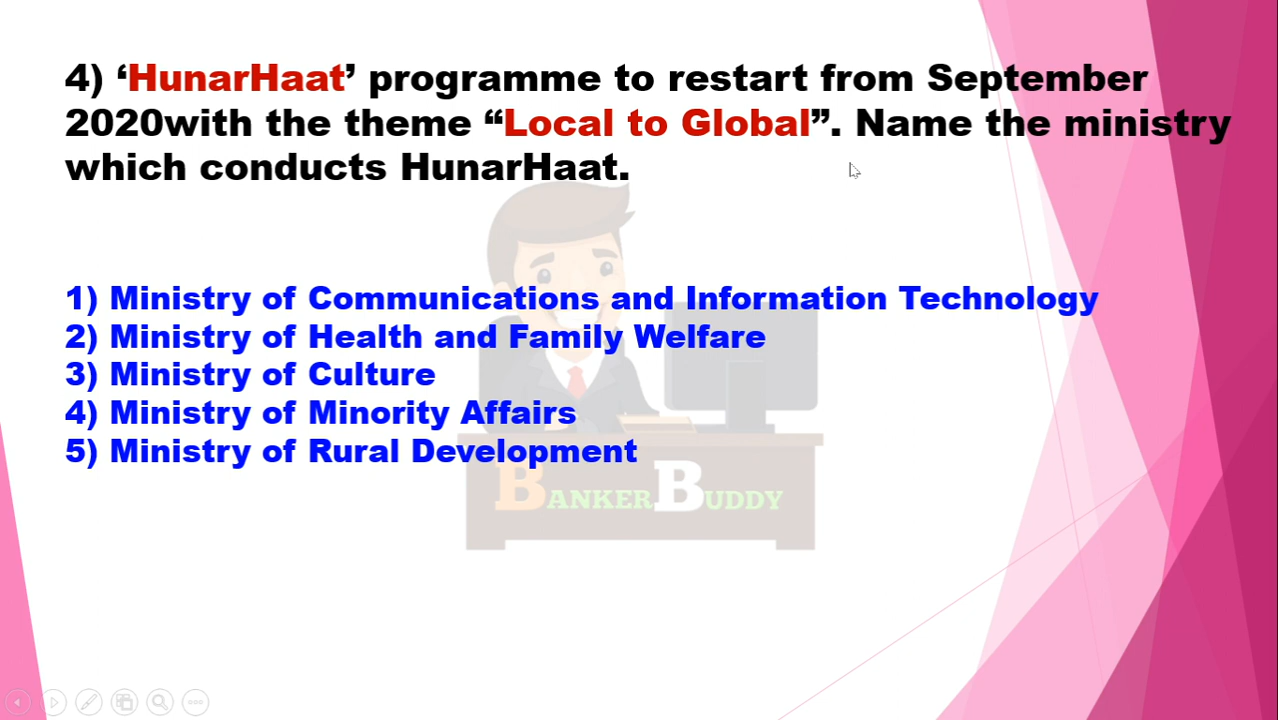 4) ‘HunarHaat’ programme to restart from September
2020with the theme “Local to Global”. Name the ministry
which conducts HunarHaat.
1) Ministry of Communications and Information Technology
2) Ministry of Health and Family Welfare
3) Ministry of Culture
4) Ministry of Minority Affairs
5) Ministry of Rural Development
BANKERBUDDY